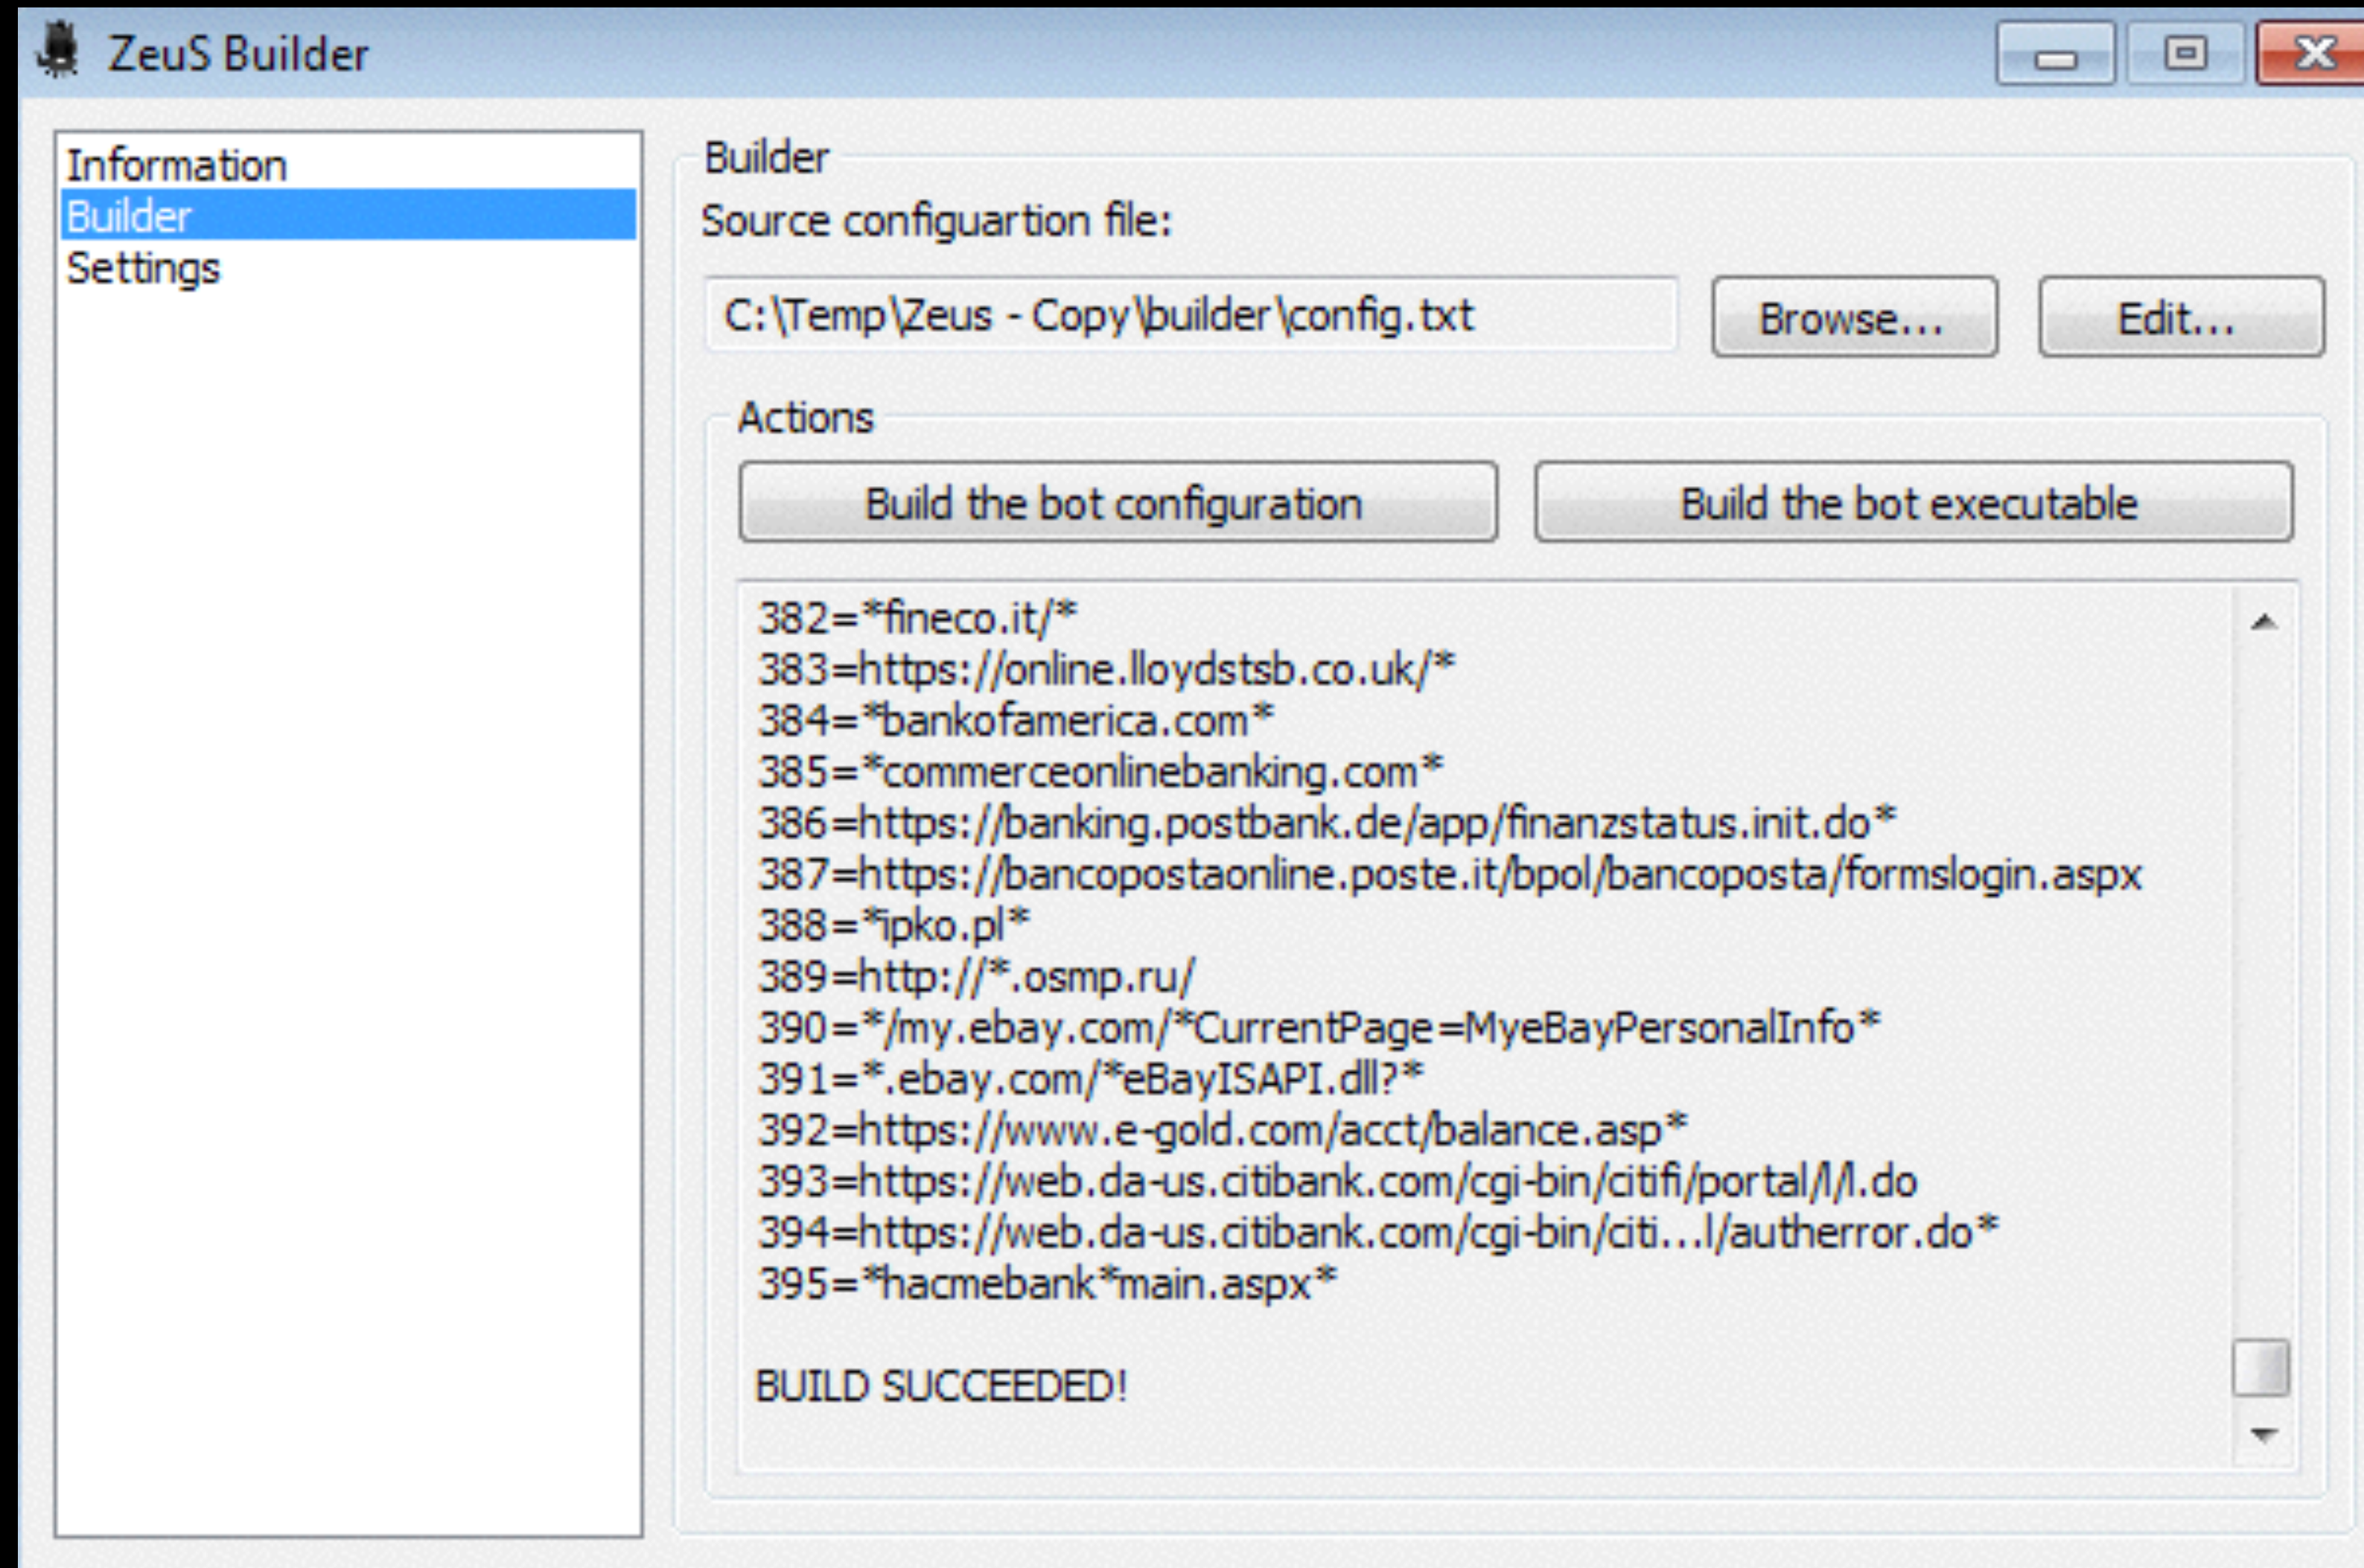 ZeuS Builder
Information
Builder
Settings
Builder
Source configuartion file:
C:\Temp\Zeus - Copy\builder\config.txt
Browse...
Edit...
Actions
Build the bot configuration
Build the bot executable
382=*fineco.it/*
383=https://online.lloydstsb.co.uk/*
384=*bankofamerica.com*
385=*commerceonlinebanking.com*
386=https://banking.postbank.de/app/finanzstatus.init.do*
387=https://bancopostaonline.poste.it/bpol/bancoposta/formslogin.aspx
388=*ipko.pl*
389=http://*.osmp.ru/
390=*/my.ebay.com/*CurrentPage=MyeBayPersonalInfo*
391=*.ebay.com/*eBayISAPI.dll?*
392=https://www.e-gold.com/acct/balance.asp*
393=https://web.da-us.citibank.com/cgi-bin/citifi/portal/l/l.do
394=https://web.da-us.citibank.com/cgi-bin/citi...l/autherror.do*
395=*hacmebank*main.aspx*
BUILD SUCCEEDED!